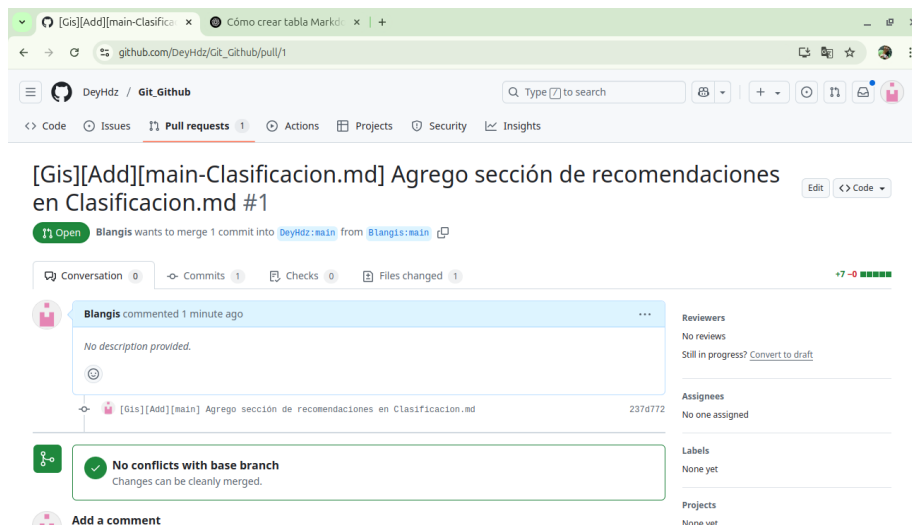 [Gis][Add][main-Clasifica
Cómo crear tabla Markdo
github.com/DeyHdz/Git_Github/pull/1
DeyHdz / Git_Github
Type / to search
Code
Issues
Pull requests 1
Actions
Projects
Security
Insights
[Gis][Add][main-Clasificacion.md] Agrego sección de recomendaciones
en Clasificacion.md #1
Edit
Code
Open
Blangis wants to merge 1 commit into DeyHdz:main from Blangis:main
Conversation 0
Commits 1
Checks 0
Files changed 1
+7 −0
Blangis commented 1 minute ago
No description provided.
[Gis][Add][main] Agrego sección de recomendaciones en Clasificacion.md
237d772
No conflicts with base branch
Changes can be cleanly merged.
Add a comment
Reviewers
No reviews
Still in progress? Convert to draft
Assignees
No one assigned
Labels
None yet
Projects
None yet